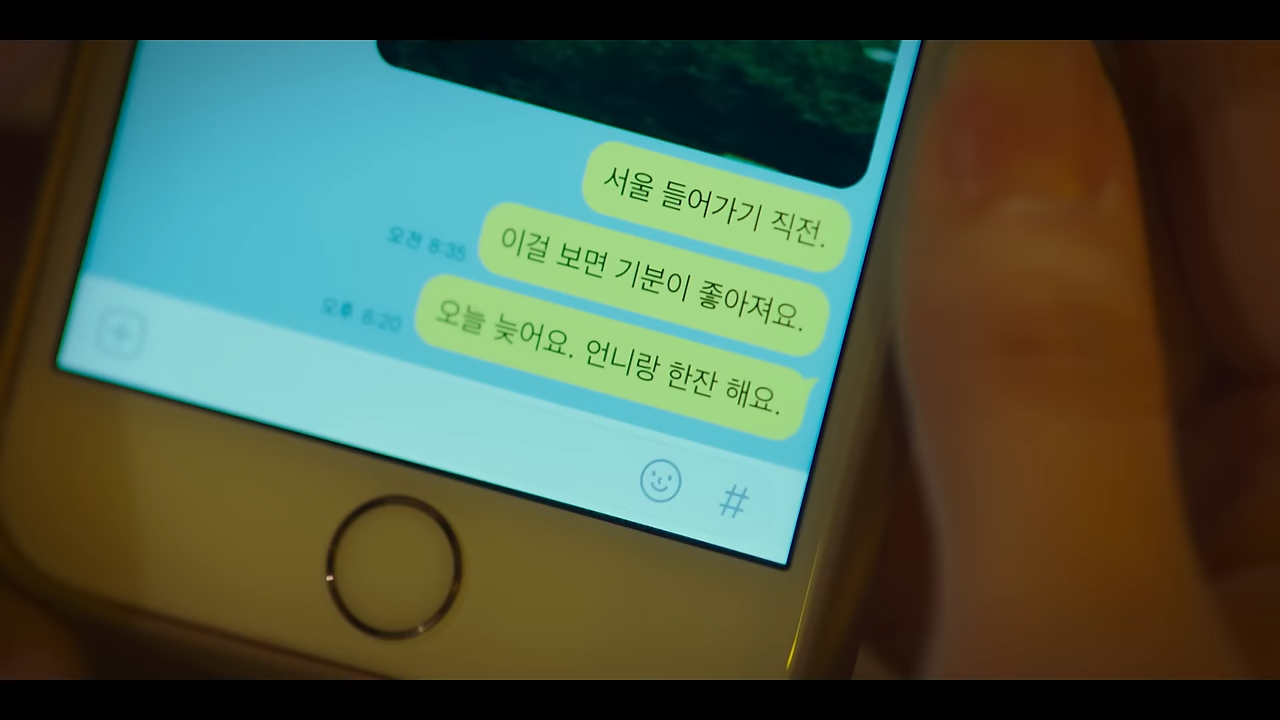 서울 들어가기 직전.
오전 8:35
이걸 보면 기분이 좋아져요.
오후 8:20
오늘 늦어요. 언니랑 한잔 해요.
#